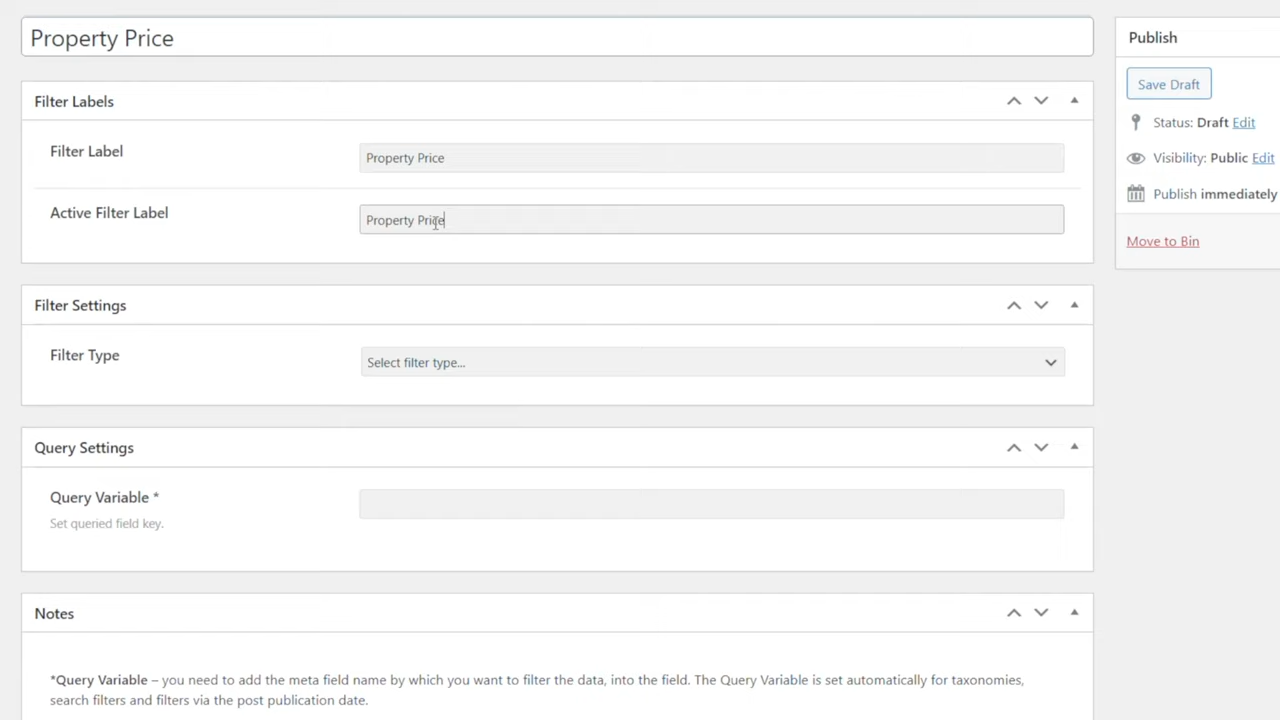 Property Price
Filter Labels
Filter Label
Property Price
Active Filter Label
Property Price
Filter Settings
Filter Type
Select filter type...
Query Settings
Query Variable *
Set queried field key.
Notes
*Query Variable – you need to add the meta field name by which you want to filter the data, into the field. The Query Variable is set automatically for taxonomies,
search filters and filters via the post publication date.
Publish
Save Draft
Status: Draft Edit
Visibility: Public Edit
Publish immediately
Move to Bin